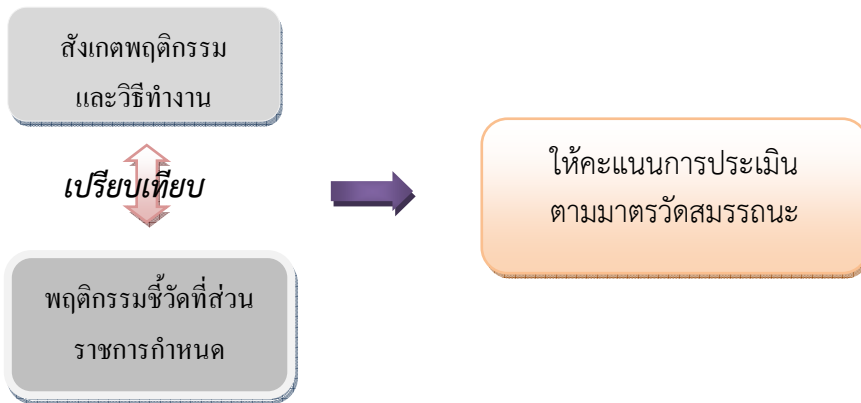 สังเกตพฤติกรรม
และวิธีทำงาน
เปรียบเทียบ
พฤติกรรมชี้วัดที่ส่วน
ราชการกำหนด
ให้คะแนนการประเมิน
ตามมาตรวัดสมรรถนะ